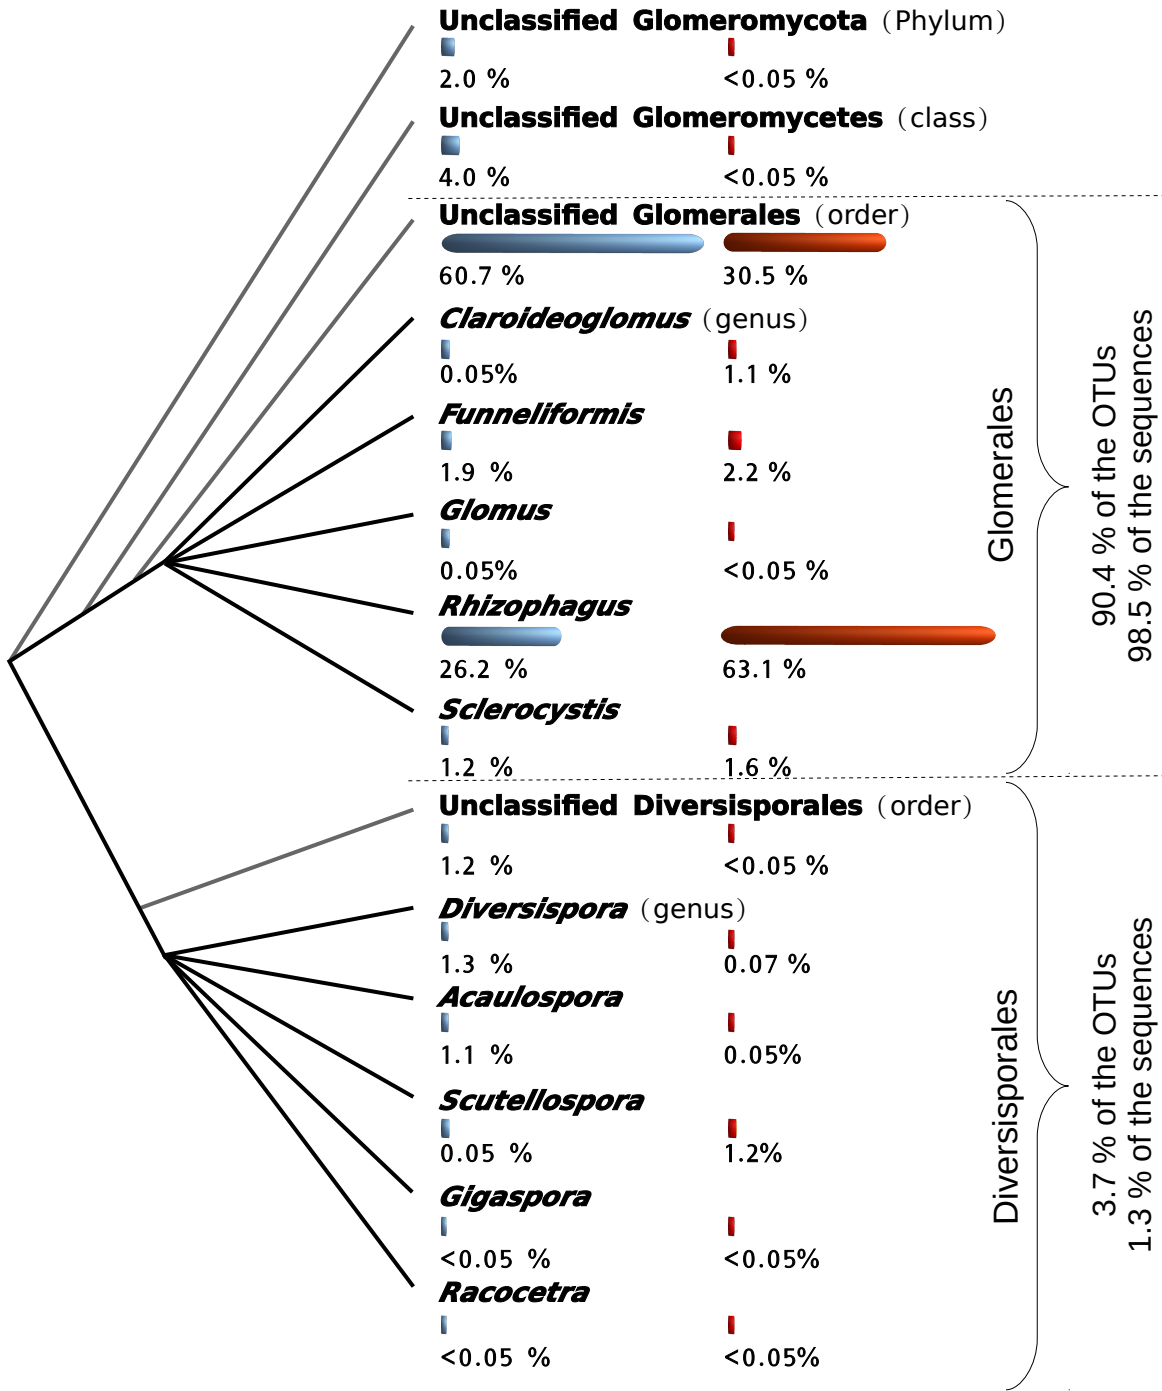 Unclassified Glomeromycota (Phylum)
2.0 % <0.05 %
Unclassified Glomeromycetes (class)
4.0 % <0.05 %
Unclassified Glomerales (order)
60.7 % 30.5 %
Claroideoglomus (genus)
0.05% 1.1 %
Funneliformis
1.9 % 2.2 %
Glomus
0.05% <0.05 %
Rhizophagus
26.2 % 63.1 %
Sclerocystis
1.2 % 1.6 %
Glomerales
90.4 % of the OTUs
98.5 % of the sequences
Unclassified Diversisporales (order)
1.2 % <0.05 %
Diversispora (genus)
1.3 % 0.07 %
Acaulospora
1.1 % 0.05%
Scutellospora
0.05 % 1.2%
Gigaspora
<0.05 % <0.05%
Racocetra
<0.05 % <0.05%
Diversisporales
3.7 % of the OTUs
1.3 % of the sequences